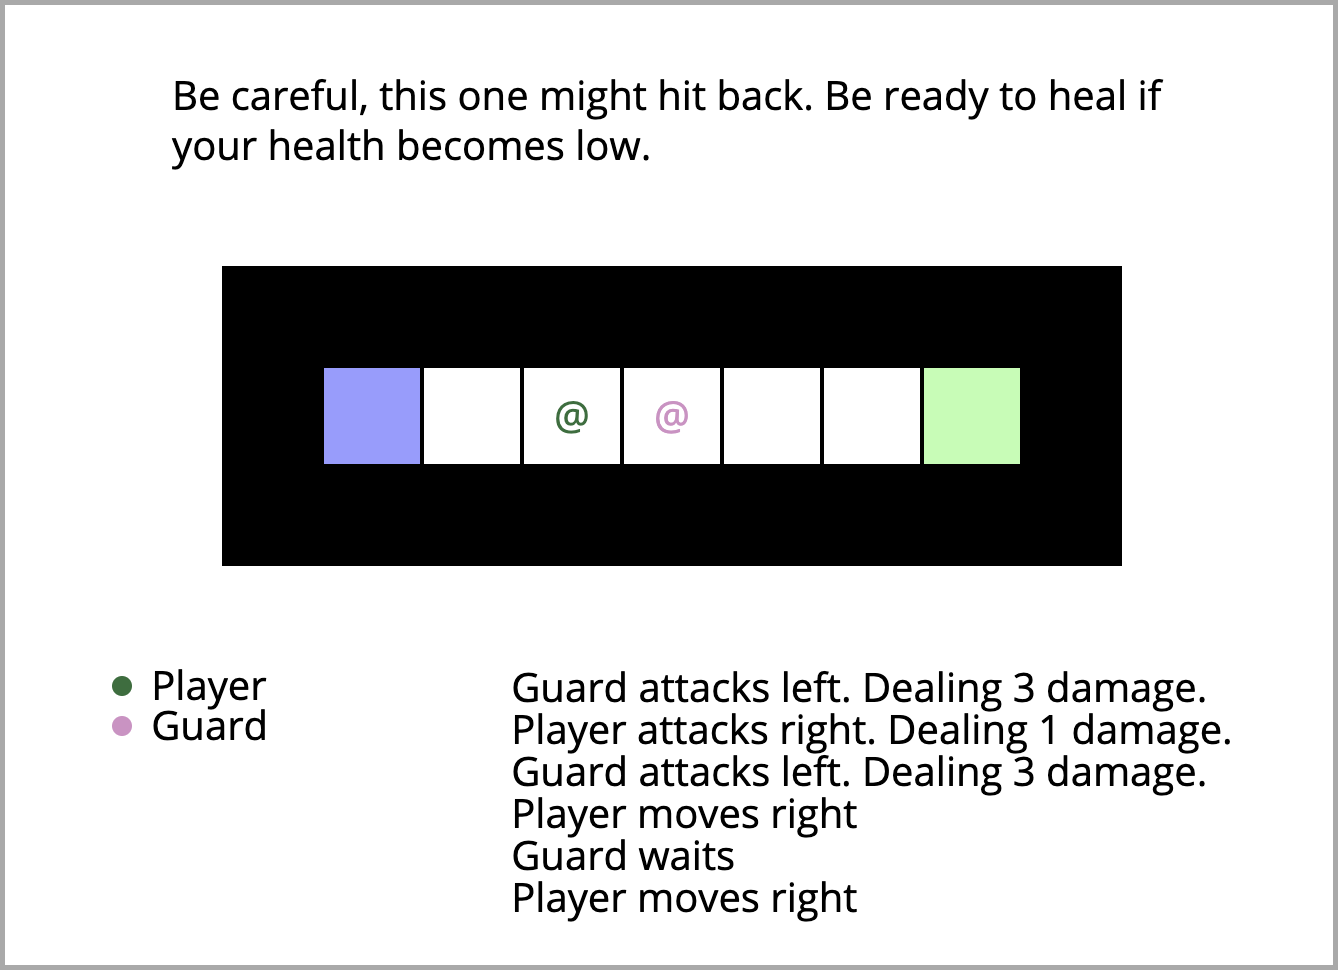 Be careful, this one might hit back. Be ready to heal if
your health becomes low.
@ @
Player
Guard
Guard attacks left. Dealing 3 damage.
Player attacks right. Dealing 1 damage.
Guard attacks left. Dealing 3 damage.
Player moves right
Guard waits
Player moves right